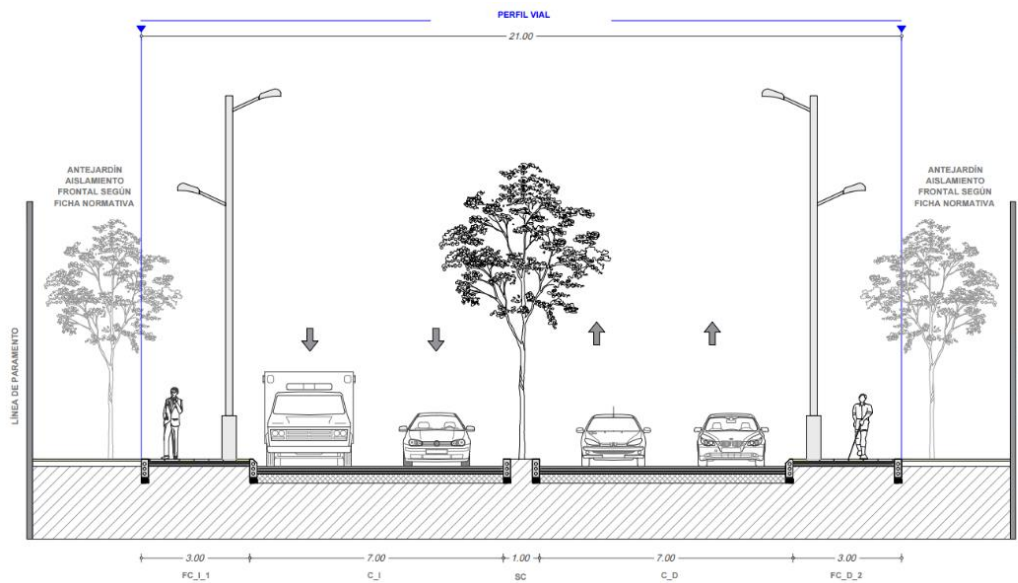 PERFIL VIAL
21.00
ANTEJARDÍN
AISLAMIENTO
FRONTAL SEGÚN
FICHA NORMATIVA
ANTEJARDÍN
AISLAMIENTO
FRONTAL SEGÚN
FICHA NORMATIVA
LÍNEA DE PARAMENTO
3.00
7.00
1.00
7.00
3.00
FC_I_1
C_I
SC
C_D
FC_D_2